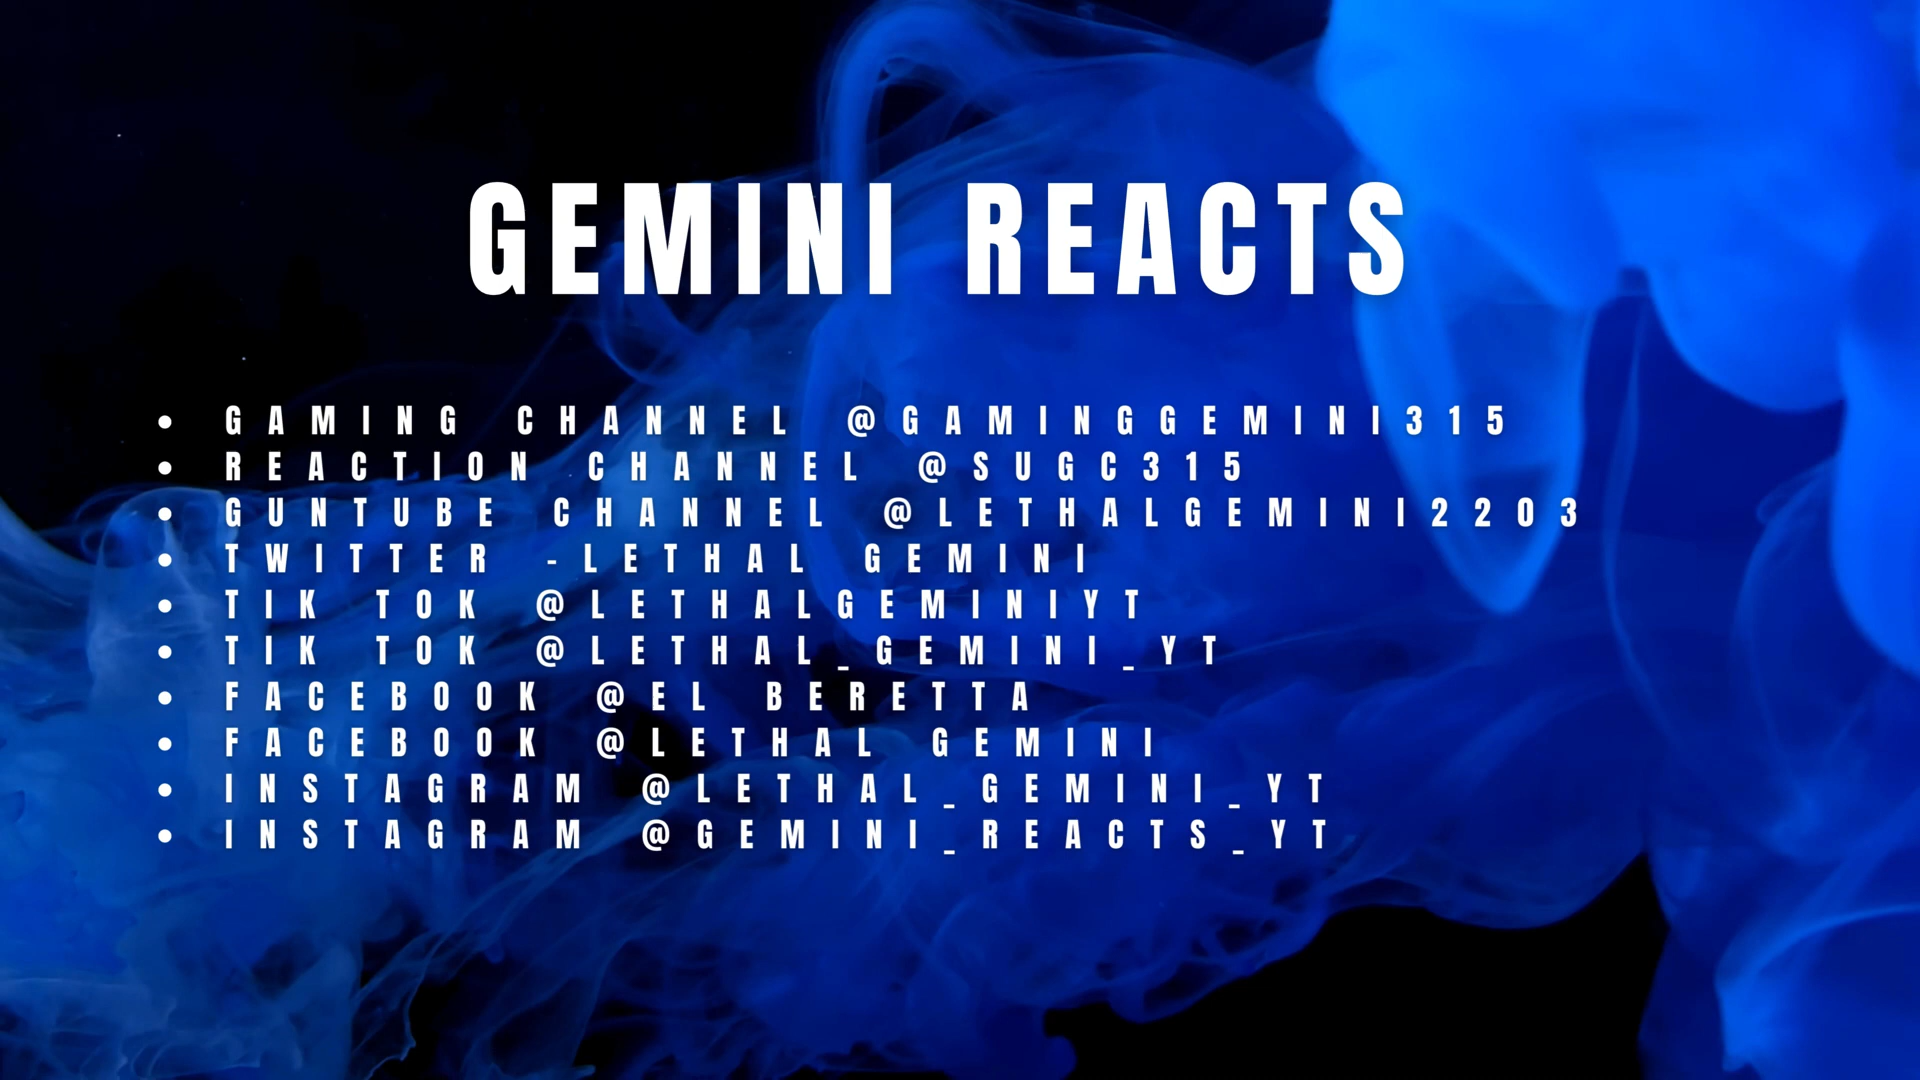 GEMINI REACTS
• GAMING CHANNEL @GAMINGGEMINI315
• REACTION CHANNEL @SUGC315
• GUNTUBE CHANNEL @LETHALGEMINI2203
• TWITTER -LETHAL GEMINI
• TIK TOK @LETHALGEMINIYT
• TIK TOK @LETHAL_GEMINI_YT
• FACEBOOK @EL BERETTA
• FACEBOOK @LETHAL GEMINI
• INSTAGRAM @LETHAL_GEMINI_YT
• INSTAGRAM @GEMINI_REACTS_YT